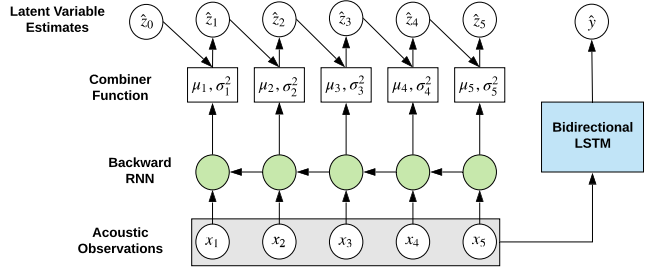 Latent Variable
Estimates
ẑ₀ ẑ₁ ẑ₂ ẑ₃ ẑ₄ ẑ₅ ŷ
Combiner
Function
μ₁, σ₁² μ₂, σ₂² μ₃, σ₃² μ₄, σ₄² μ₅, σ₅²
Bidirectional
LSTM
Backward
RNN
Acoustic
Observations
x₁ x₂ x₃ x₄ x₅